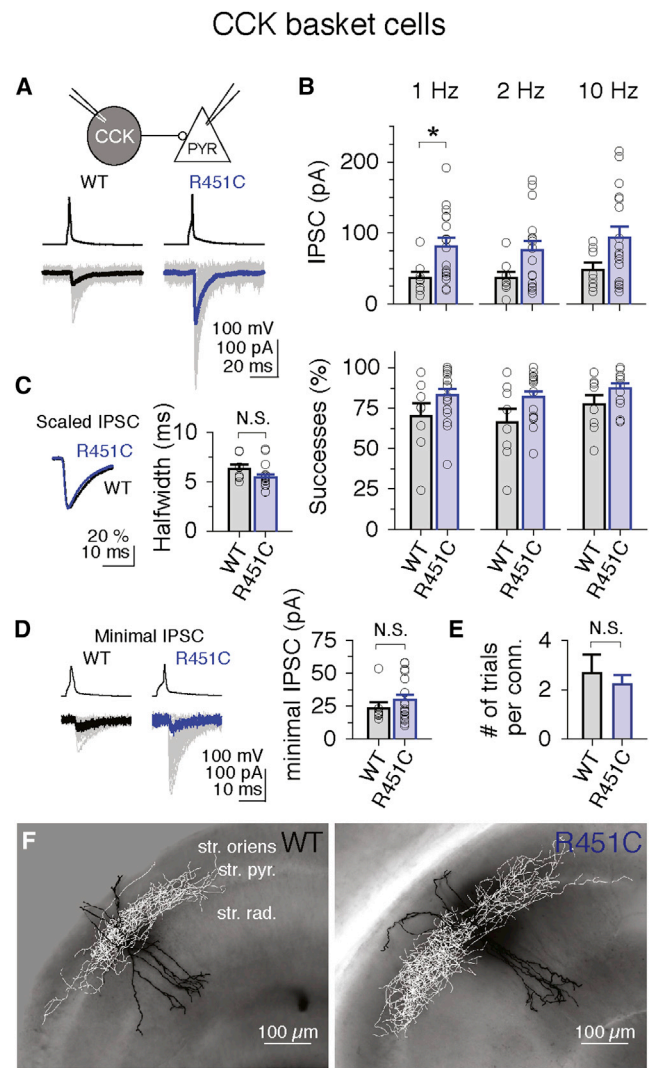 CCK basket cells
A
CCK
PYR
WT
R451C
100 mV
100 pA
20 ms
B
1 Hz 2 Hz 10 Hz
*
IPSC (pA)
200
100
50
0
Successes (%)
100
75
50
25
0
WT
R451C
WT
R451C
WT
R451C
C
Scaled IPSC
R451C
WT
20 %
10 ms
Halfwidth (ms)
N.S.
10
5
0
WT
R451C
D
Minimal IPSC
WT
R451C
100 mV
100 pA
10 ms
minimal IPSC (pA)
N.S.
75
50
25
0
WT
R451C
E
# of trials
per conn.
N.S.
4
2
0
WT
R451C
F
WT
str. oriens
str. pyr.
str. rad.
100 µm
R451C
100 µm